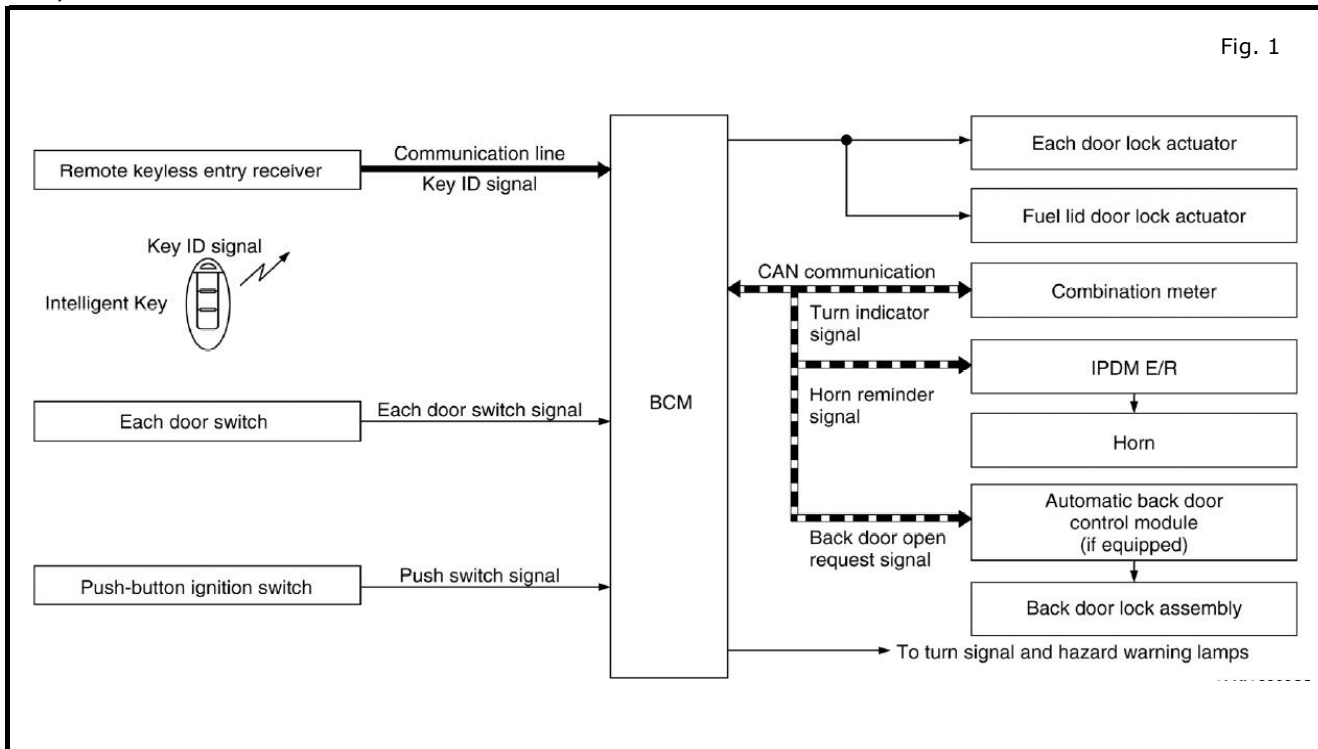 Fig. 1
Remote keyless entry receiver
Communication line
Key ID signal
Key ID signal
Intelligent Key
Each door switch
Each door switch signal
Push-button ignition switch
Push switch signal
BCM
Each door lock actuator
Fuel lid door lock actuator
CAN communication
Combination meter
Turn indicator
signal
IPDM E/R
Horn reminder
signal
Horn
Automatic back door
control module
(if equipped)
Back door open
request signal
Back door lock assembly
To turn signal and hazard warning lamps